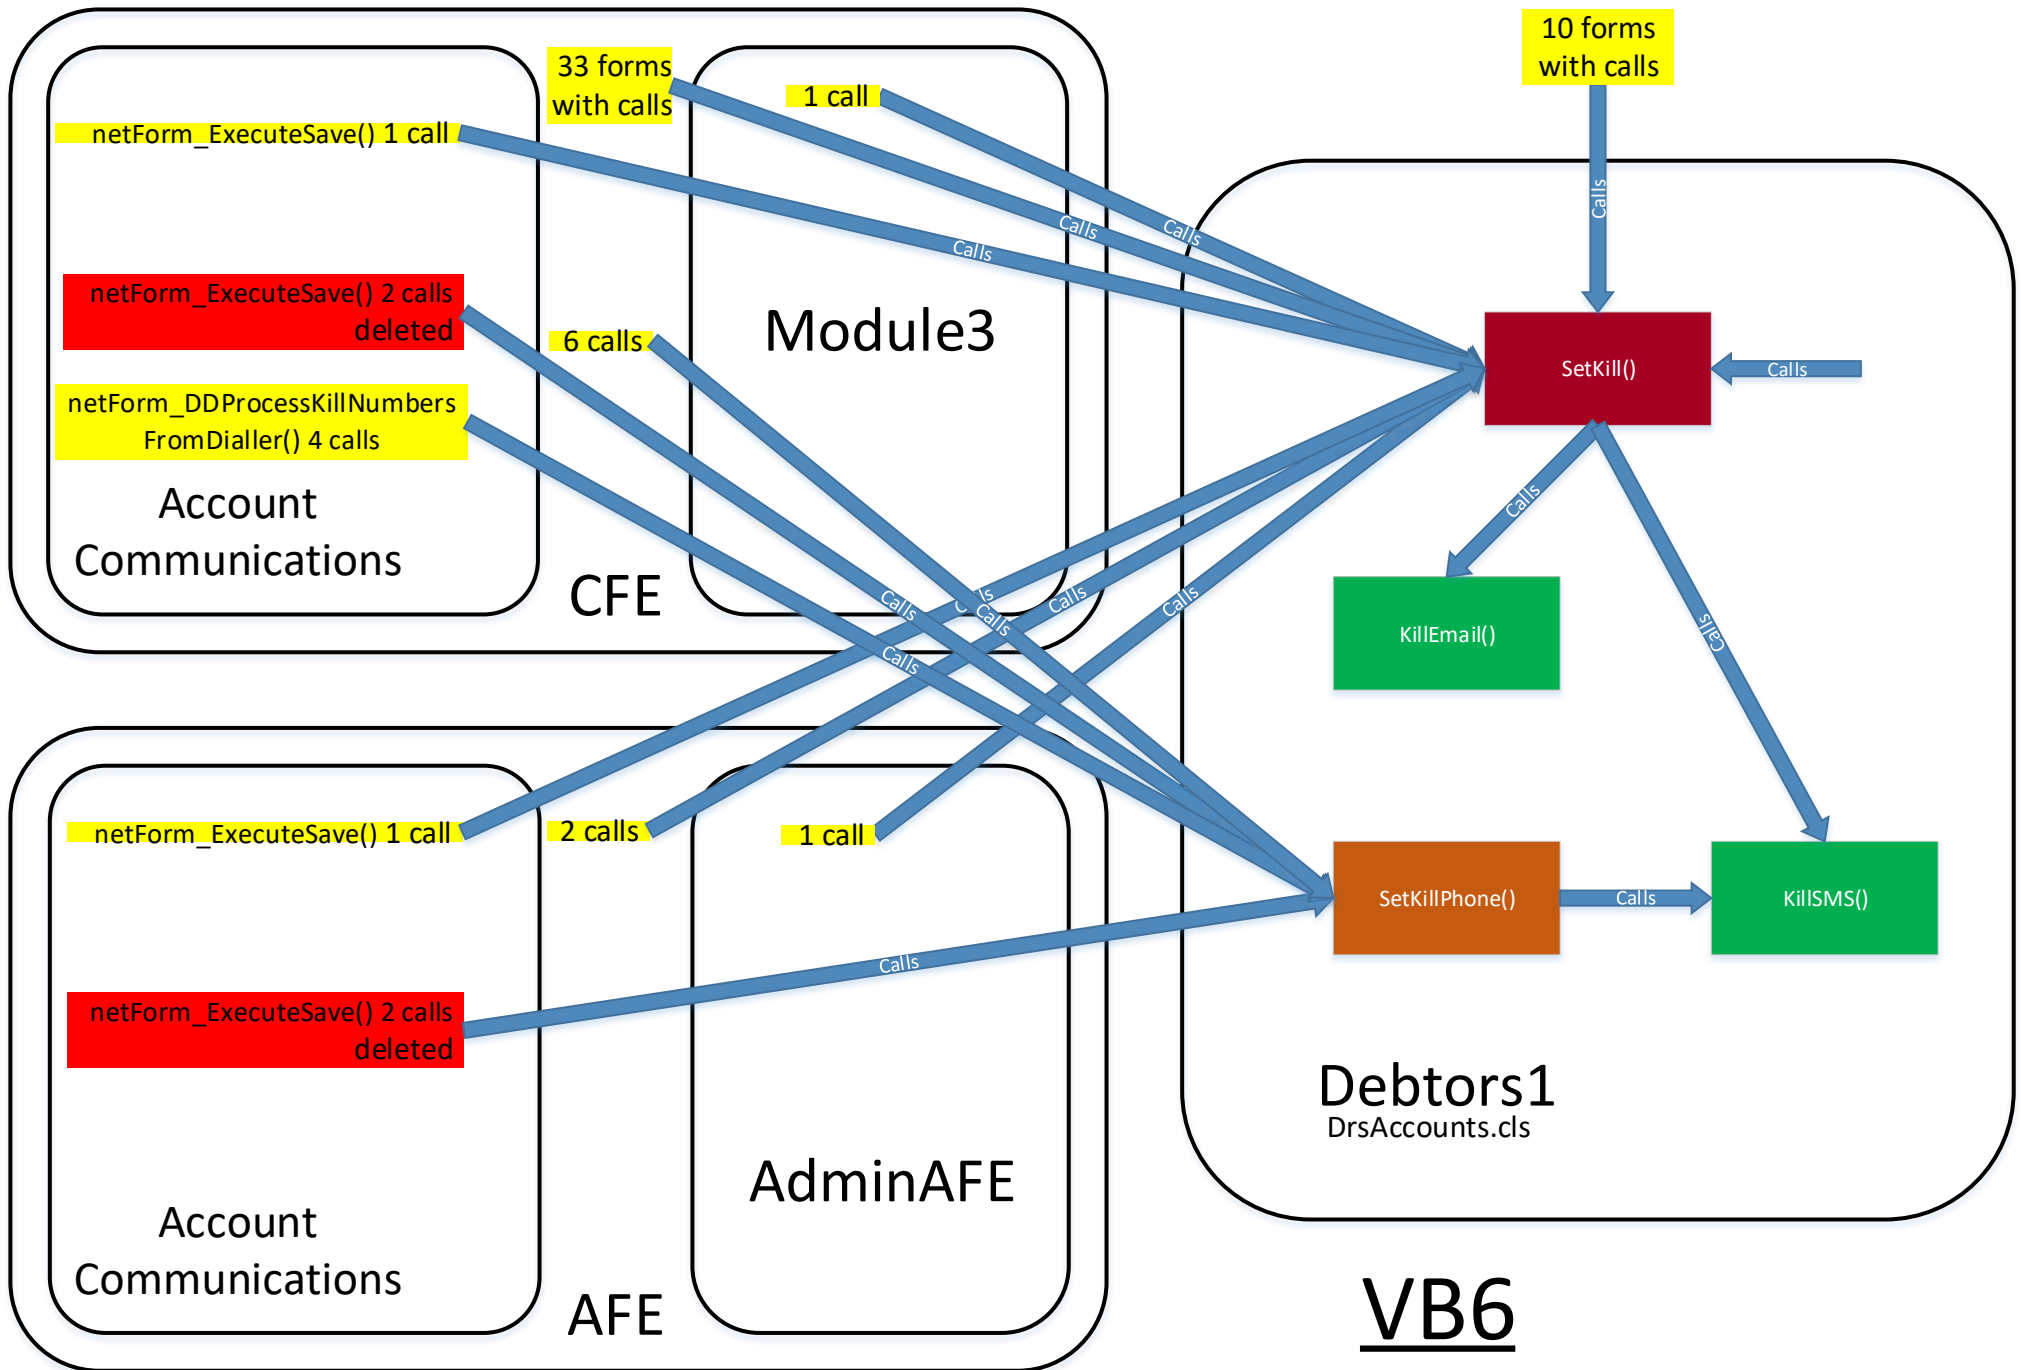 10 forms
with calls
33 forms
with calls
1 call
netForm_ExecuteSave() 1 call
Calls
Calls
Calls
Calls
netForm_ExecuteSave() 2 calls
deleted
6 calls
Module3
SetKill()
Calls
netForm_DDProcessKillNumbers
FromDialler() 4 calls
Account
Communications
CFE
Calls
Calls
Calls
Calls
Calls
Calls
Calls
Calls
KillEmail()
netForm_ExecuteSave() 1 call
2 calls
1 call
SetKillPhone()
Calls
KillSMS()
Calls
netForm_ExecuteSave() 2 calls
deleted
Debtors1
DrsAccounts.cls
AdminAFE
Account
Communications
AFE
VB6